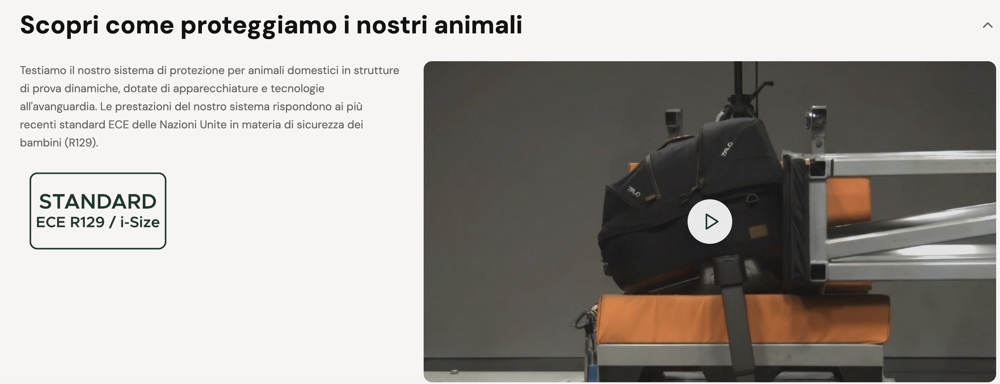 Scopri come proteggiamo i nostri animali
Testiamo il nostro sistema di protezione per animali domestici in strutture
di prova dinamiche, dotate di apparecchiature e tecnologie
all'avanguardia. Le prestazioni del nostro sistema rispondono ai più
recenti standard ECE delle Nazioni Unite in materia di sicurezza dei
bambini (R129).
STANDARD
ECE R129 / i-Size
TAVO
TAVO